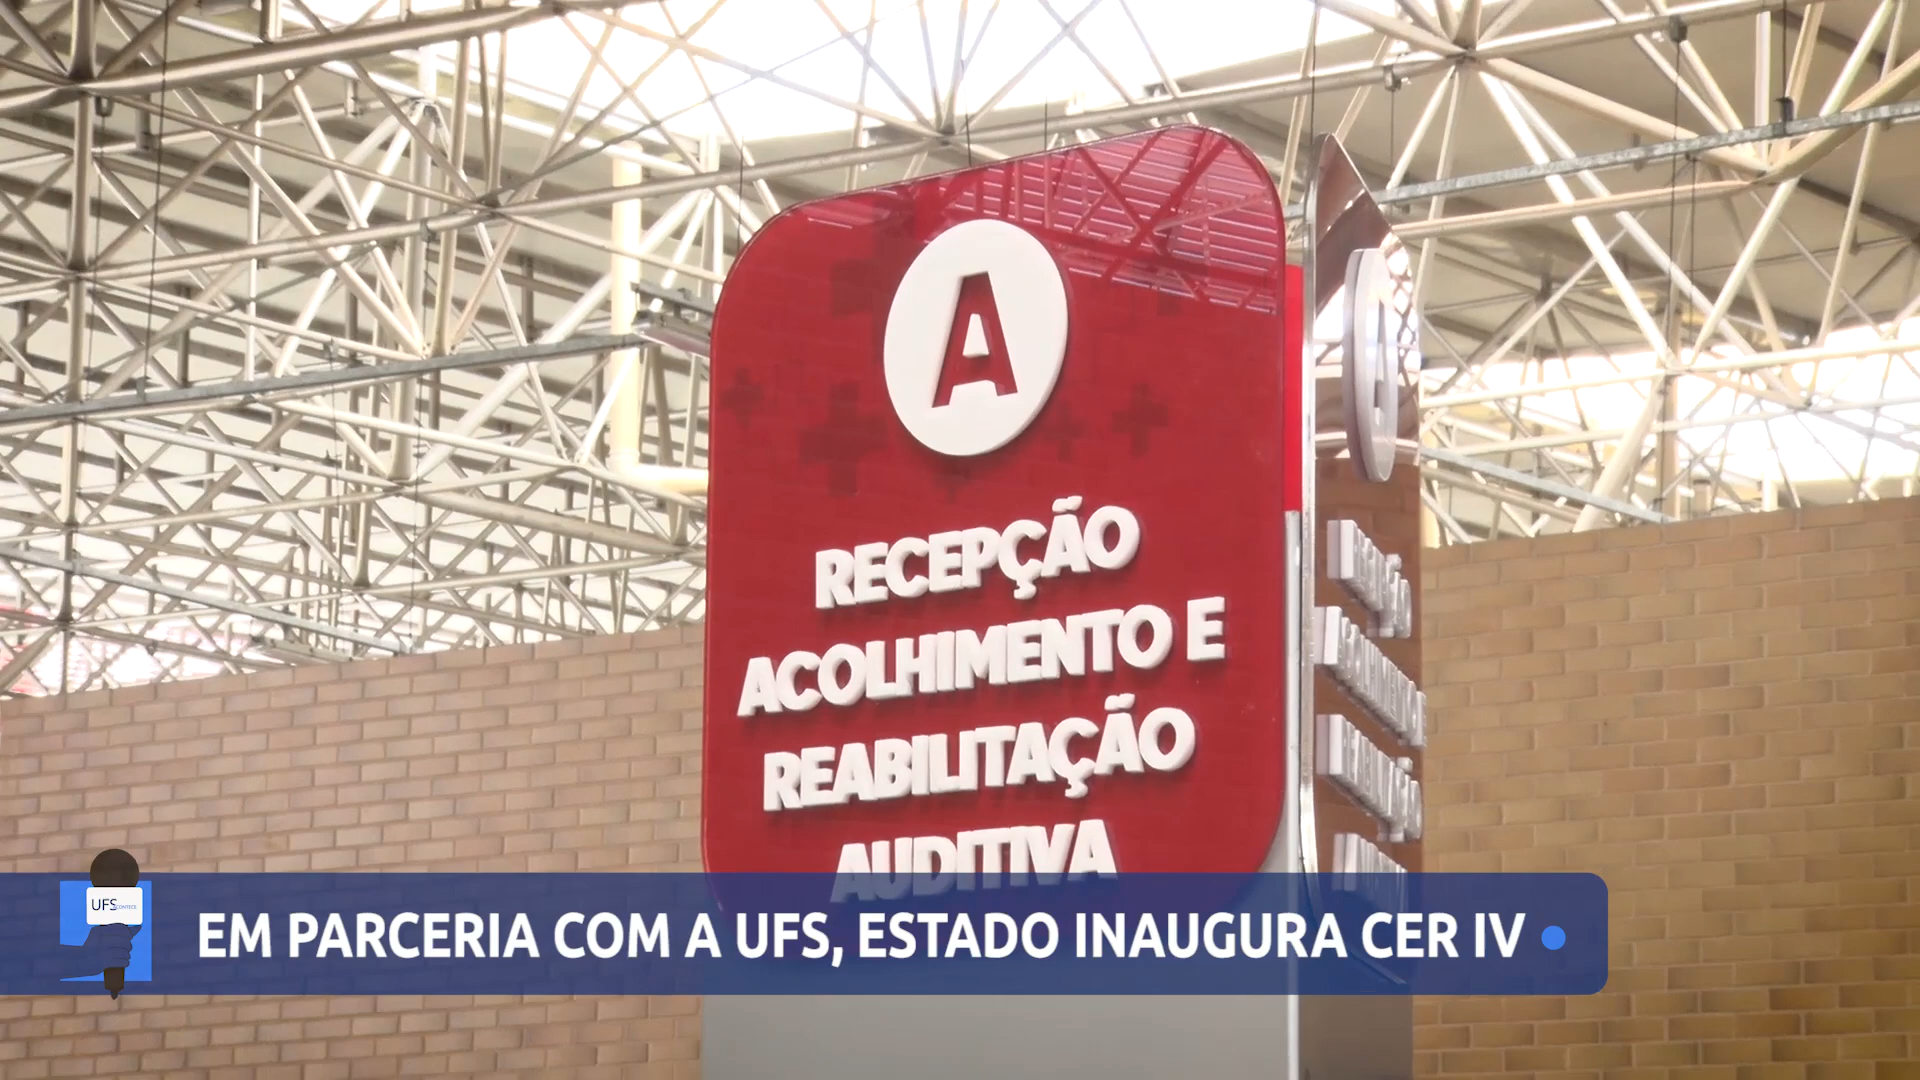 A
RECEPÇÃO
ACOLHIMENTO E
REABILITAÇÃO
AUDITIVA
A
UFS
EM PARCERIA COM A UFS, ESTADO INAUGURA CER IV